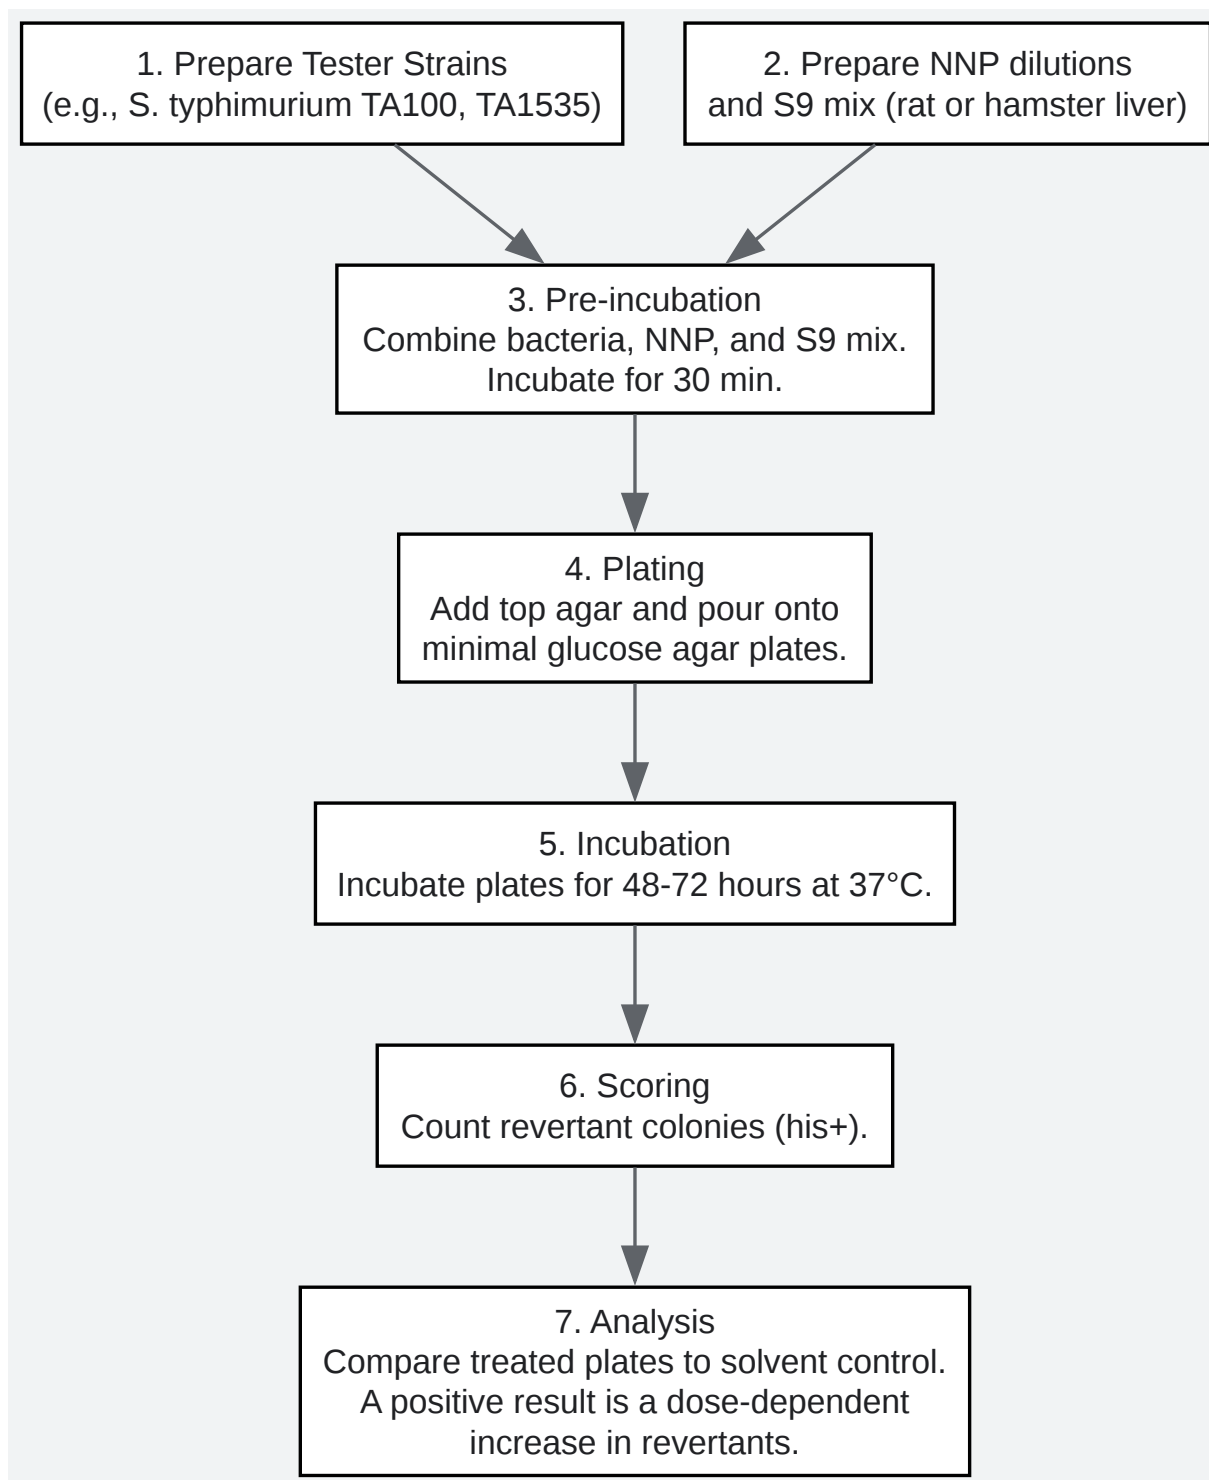 1. Prepare Tester Strains
(e.g., S. typhimurium TA100, TA1535)
2. Prepare NNP dilutions
and S9 mix (rat or hamster liver)
3. Pre-incubation
Combine bacteria, NNP, and S9 mix.
Incubate for 30 min.
4. Plating
Add top agar and pour onto
minimal glucose agar plates.
5. Incubation
Incubate plates for 48-72 hours at 37°C.
6. Scoring
Count revertant colonies (his+).
7. Analysis
Compare treated plates to solvent control.
A positive result is a dose-dependent
increase in revertants.